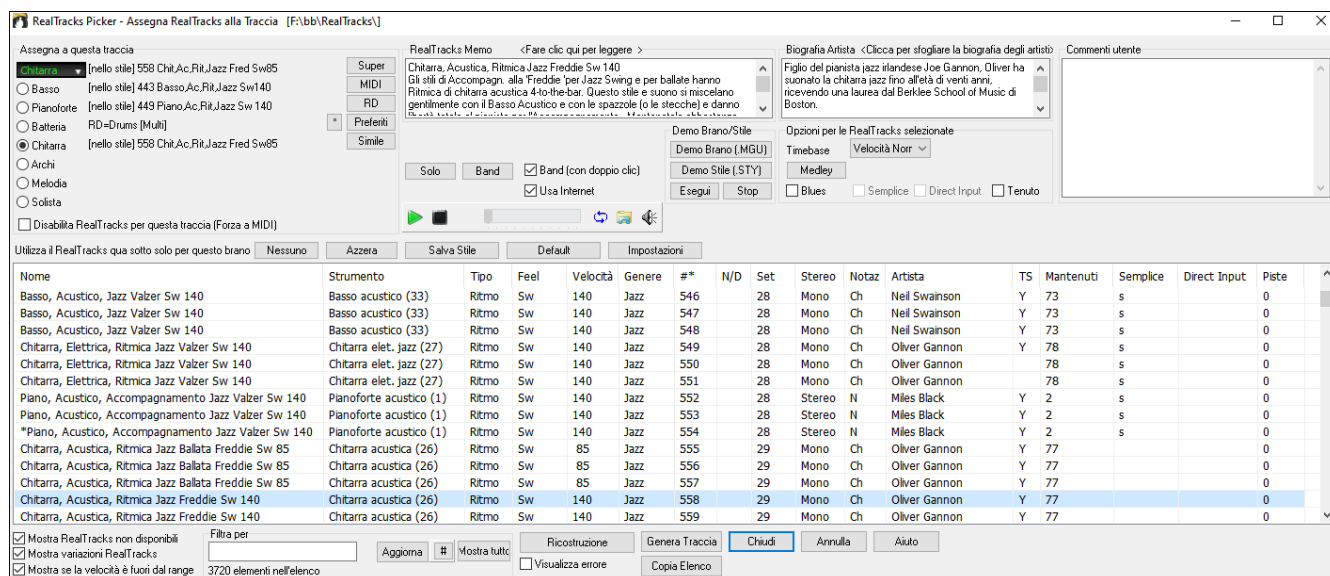 RealTracks Picker - Assegna RealTracks alla Traccia [F:\bb\RealTracks\]
Assegna a questa traccia
Chitarra [nello stile] 558 Chit,Ac,Rit,Jazz Fred Sw85 Super
Basso [nello stile] 443 Basso,Ac,Rit,Jazz Sw140 MIDI
Pianoforte [nello stile] 449 Piano,Ac,Rit,Jazz Sw 140 RD
Batteria RD=Drums [Multi] * Preferiti
Chitarra [nello stile] 558 Chit,Ac,Rit,Jazz Fred Sw85 Simile
Archi
Melodia
Solista
Disabilita RealTracks per questa traccia (Forza a MIDI)
RealTracks Memo <Fare clic qui per leggere >
Chitarra, Acustica, Ritmica Jazz Freddie Sw 140
Gli stili di Accompagn. alla 'Freddie 'per Jazz Swing e per ballate hanno
Ritmica di chitarra acustica 4-to-the-bar. Questo stile e suono si miscelano
gentilmente con il Basso Acustico e con le spazzole (o le stecche) e danno
Solo Band Band (con doppio clic)
Usa Internet
Demo Brano/Stile
Demo Brano (.MGU)
Demo Stile (.STY)
Esegui Stop
Biografia Artista <Clicca per sfogliare la biografia degli artisti>
Figlio del pianista jazz irlandese Joe Gannon, Oliver ha
suonato la chitarra jazz fino all'età di venti anni,
ricevendo una laurea dal Berklee School of Music di
Boston.
Opzioni per le RealTracks selezionate
Timebase Velocità Norr
Medley
Blues Semplice Direct Input Tenuto
Commenti utente
Utilizza il RealTracks qua sotto solo per questo brano Nessuno Azzera Salva Stile Default Impostazioni
Nome Strumento Tipo Feel Velocità Genere #* N/D Set Stereo Notaz Artista TS Mantenuti Semplice Direct Input Piste
Basso, Acustico, Jazz Valzer Sw 140 Basso acustico (33) Ritmo Sw 140 Jazz 546 28 Mono Ch Neil Swainson Y 73 s 0
Basso, Acustico, Jazz Valzer Sw 140 Basso acustico (33) Ritmo Sw 140 Jazz 547 28 Mono Ch Neil Swainson Y 73 s 0
Basso, Acustico, Jazz Valzer Sw 140 Basso acustico (33) Ritmo Sw 140 Jazz 548 28 Mono Ch Neil Swainson Y 73 s 0
Chitarra, Elettrica, Ritmica Jazz Valzer Sw 140 Chitarra elet. jazz (27) Ritmo Sw 140 Jazz 549 28 Mono Ch Oliver Gannon Y 78 s 0
Chitarra, Elettrica, Ritmica Jazz Valzer Sw 140 Chitarra elet. jazz (27) Ritmo Sw 140 Jazz 550 28 Mono Ch Oliver Gannon 78 s 0
Chitarra, Elettrica, Ritmica Jazz Valzer Sw 140 Chitarra elet. jazz (27) Ritmo Sw 140 Jazz 551 28 Mono Ch Oliver Gannon 78 s 0
Piano, Acustico, Accompagnamento Jazz Valzer Sw 140 Pianoforte acustico (1) Ritmo Sw 140 Jazz 552 28 Stereo N Miles Black Y 2 s 0
Piano, Acustico, Accompagnamento Jazz Valzer Sw 140 Pianoforte acustico (1) Ritmo Sw 140 Jazz 553 28 Stereo N Miles Black Y 2 s 0
*Piano, Acustico, Accompagnamento Jazz Valzer Sw 140 Pianoforte acustico (1) Ritmo Sw 140 Jazz 554 28 Stereo N Miles Black Y 2 s 0
Chitarra, Acustica, Ritmica Jazz Ballata Freddie Sw 85 Chitarra acustica (26) Ritmo Sw 85 Jazz 555 29 Mono Ch Oliver Gannon Y 77 0
Chitarra, Acustica, Ritmica Jazz Ballata Freddie Sw 85 Chitarra acustica (26) Ritmo Sw 85 Jazz 556 29 Mono Ch Oliver Gannon Y 77 0
Chitarra, Acustica, Ritmica Jazz Ballata Freddie Sw 85 Chitarra acustica (26) Ritmo Sw 85 Jazz 557 29 Mono Ch Oliver Gannon Y 77 0
Chitarra, Acustica, Ritmica Jazz Freddie Sw 140 Chitarra acustica (26) Ritmo Sw 140 Jazz 558 29 Mono Ch Oliver Gannon Y 77 0
Chitarra, Acustica, Ritmica Jazz Freddie Sw 140 Chitarra acustica (26) Ritmo Sw 140 Jazz 559 29 Mono Ch Oliver Gannon Y 77 0
Mostra RealTracks non disponibili
Mostra variazioni RealTracks
Mostra se la velocità è fuori dal range
Filtra per
Aggiorna # Mostra tutto
3720 elementi nell'elenco
Ricostruzione Genera Traccia Chiudi Annulla Aiuto
Visualizza errore Copia Elenco